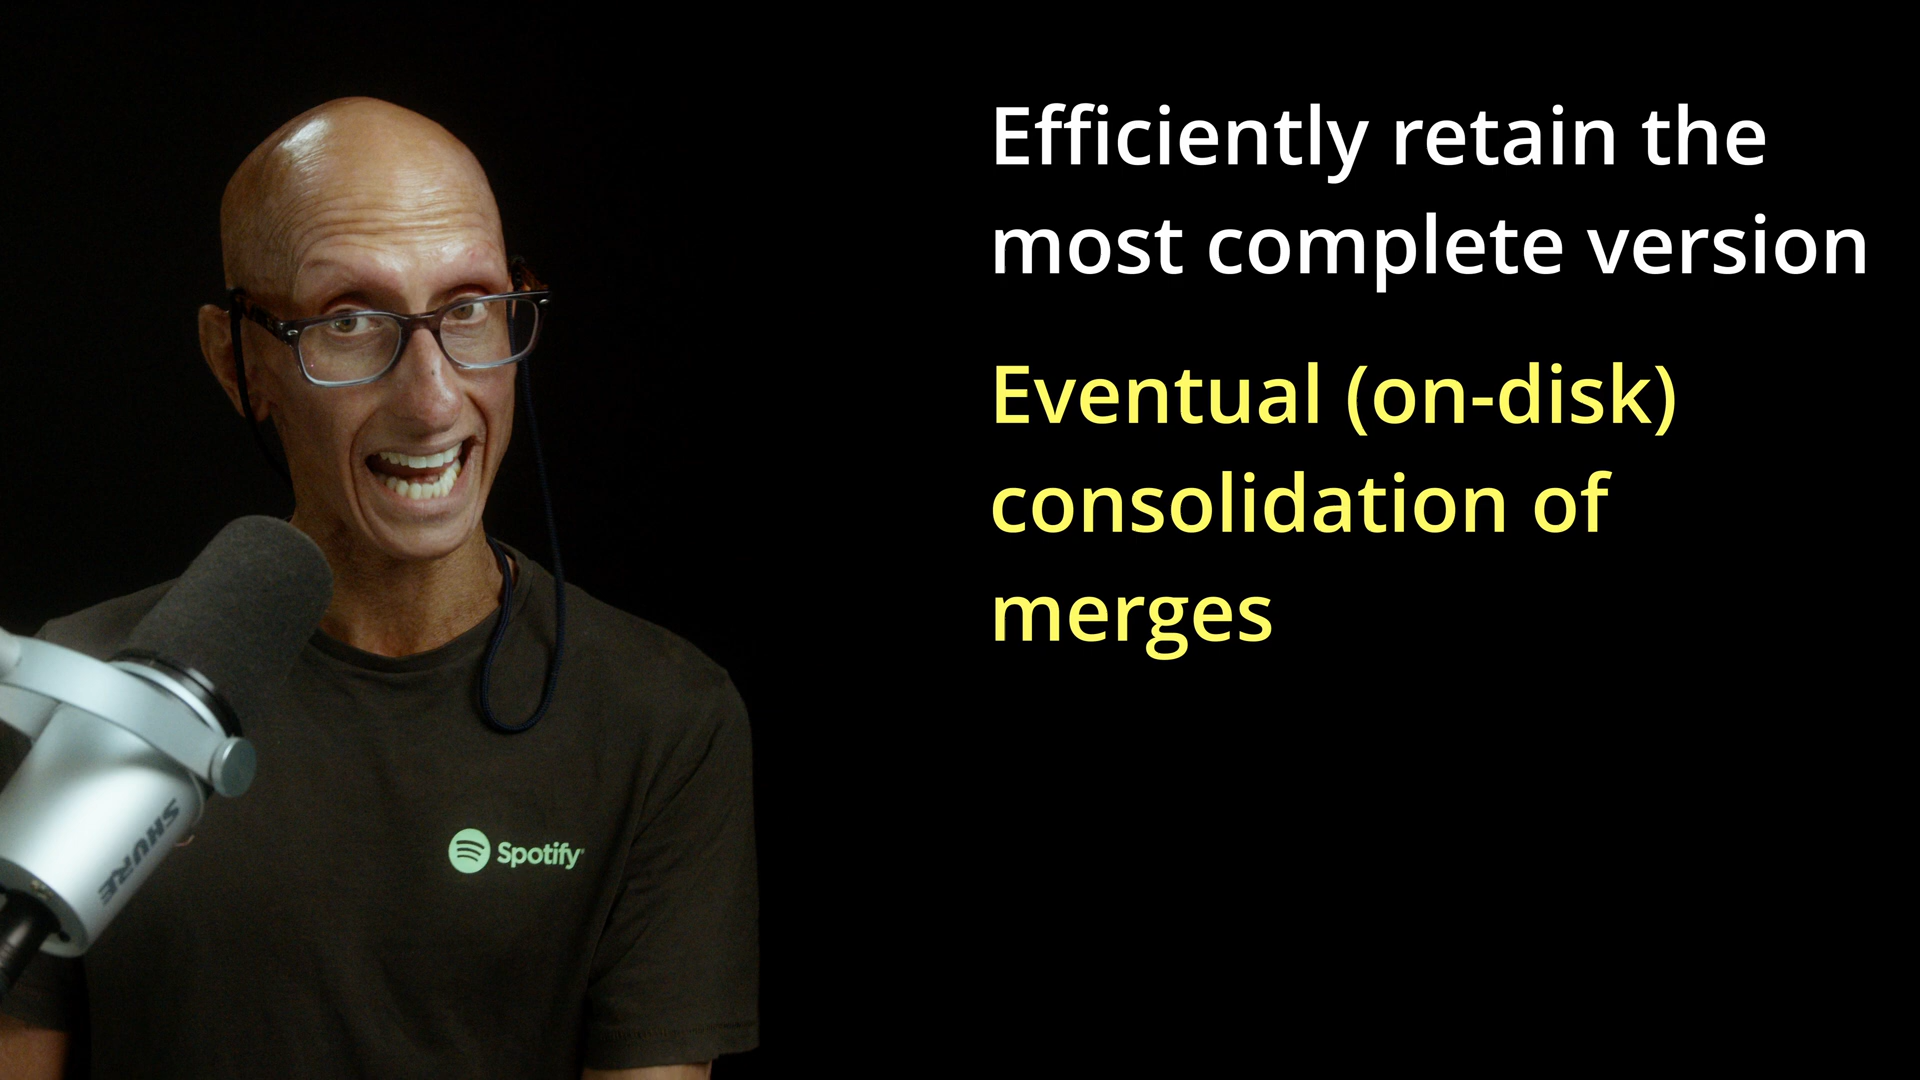 Efficiently retain the
most complete version
Eventual (on-disk)
consolidation of
merges
Spotify
SHURE